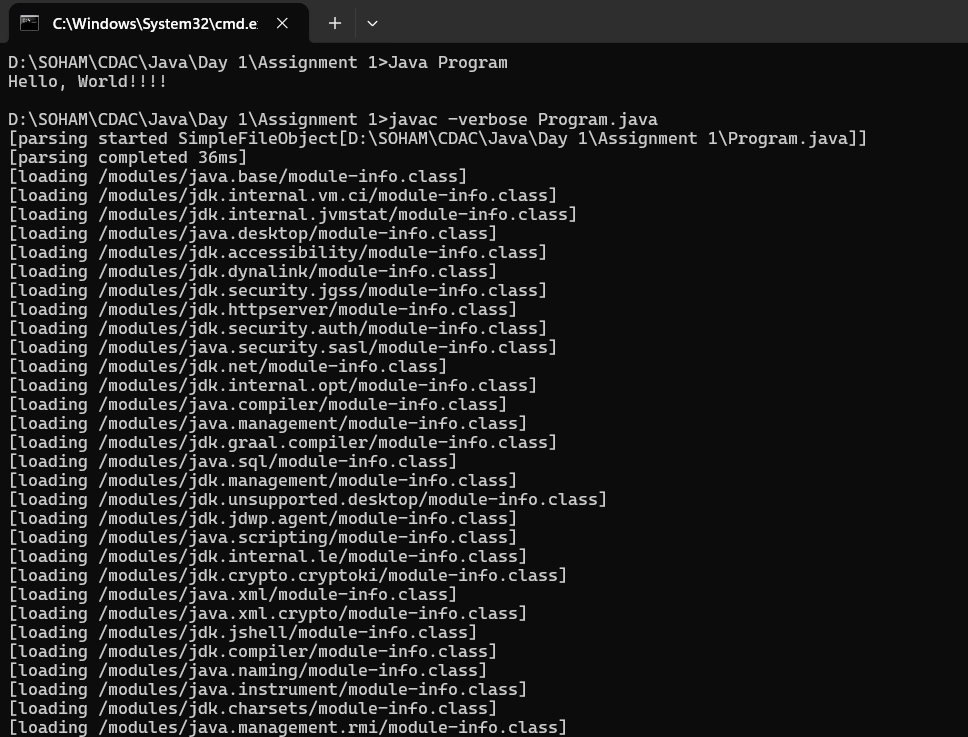 C:\Windows\System32\cmd.e
D:\SOHAM\CDAC\Java\Day 1\Assignment 1>Java Program
Hello, World!!!!
D:\SOHAM\CDAC\Java\Day 1\Assignment 1>javac -verbose Program.java
[parsing started SimpleFileObject[D:\SOHAM\CDAC\Java\Day 1\Assignment 1\Program.java]]
[parsing completed 36ms]
[loading /modules/java.base/module-info.class]
[loading /modules/jdk.internal.vm.ci/module-info.class]
[loading /modules/jdk.internal.jvmstat/module-info.class]
[loading /modules/java.desktop/module-info.class]
[loading /modules/jdk.accessibility/module-info.class]
[loading /modules/jdk.dynalink/module-info.class]
[loading /modules/jdk.security.jgss/module-info.class]
[loading /modules/jdk.httpserver/module-info.class]
[loading /modules/jdk.security.auth/module-info.class]
[loading /modules/java.security.sasl/module-info.class]
[loading /modules/jdk.net/module-info.class]
[loading /modules/jdk.internal.opt/module-info.class]
[loading /modules/java.compiler/module-info.class]
[loading /modules/java.management/module-info.class]
[loading /modules/jdk.graal.compiler/module-info.class]
[loading /modules/java.sql/module-info.class]
[loading /modules/jdk.management/module-info.class]
[loading /modules/jdk.unsupported.desktop/module-info.class]
[loading /modules/jdk.jdwp.agent/module-info.class]
[loading /modules/java.scripting/module-info.class]
[loading /modules/jdk.internal.le/module-info.class]
[loading /modules/jdk.crypto.cryptoki/module-info.class]
[loading /modules/java.xml/module-info.class]
[loading /modules/java.xml.crypto/module-info.class]
[loading /modules/jdk.jshell/module-info.class]
[loading /modules/jdk.compiler/module-info.class]
[loading /modules/java.naming/module-info.class]
[loading /modules/java.instrument/module-info.class]
[loading /modules/jdk.charsets/module-info.class]
[loading /modules/java.management.rmi/module-info.class]